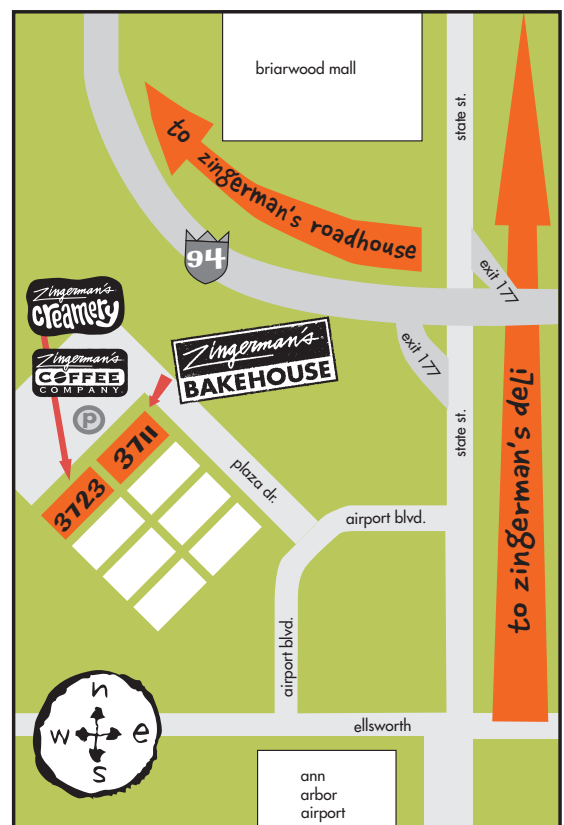 briarwood mall
state st.
to zingerman's roadhouse
94
exit 177
Zingerman's
creamery
Zingerman's
COFFEE
COMPANY.
P
Zingerman's
BAKEHOUSE
exit 177
3711
3723
plaza dr.
state st.
to zingerman's deli
airport blvd.
airport blvd.
ellsworth
n
w e
s
ann
arbor
airport